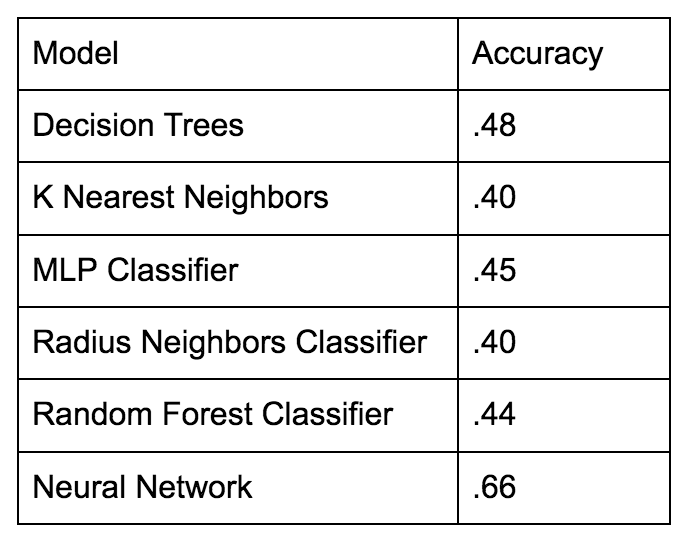 Model Accuracy
Decision Trees .48
K Nearest Neighbors .40
MLP Classifier .45
Radius Neighbors Classifier .40
Random Forest Classifier .44
Neural Network .66